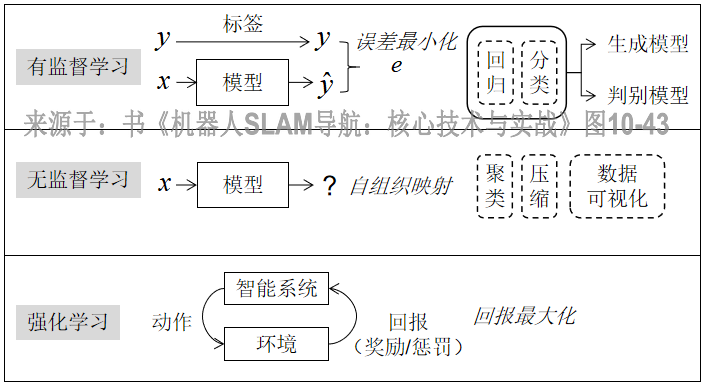 有监督学习
y 标签 y
x 模型 ŷ
误差最小化
e
回归
分类
生成模型
判别模型
来源于:书《机器人SLAM导航:核心技术与实战》图10-43
无监督学习
x 模型 ? 自组织映射
聚类
压缩
数据
可视化
强化学习
动作
智能系统
环境
回报
(奖励/惩罚)
回报最大化